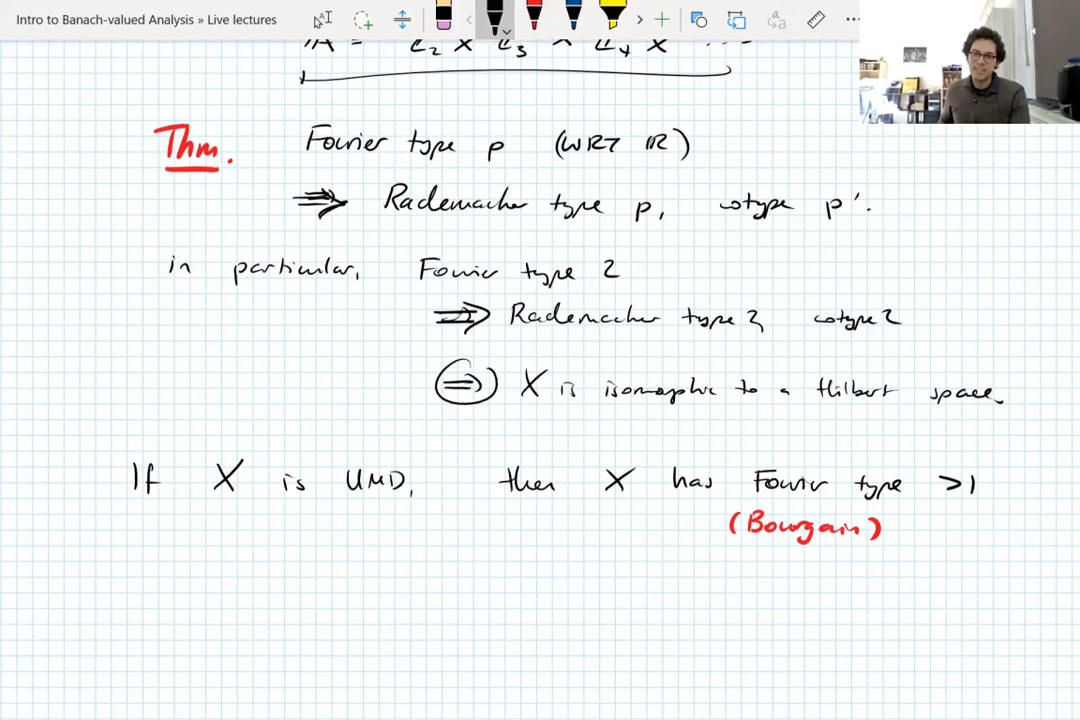 Intro to Banach-valued Analysis » Live lectures
Thm. Fourier type p (WRT ℝ)
⇒ Rademacher type p, cotype p'.
in particular, Fourier type 2
⇒ Rademacher type 2, cotype 2
⇒ X is isomorphic to a Hilbert space.
If X is UMD, then X has Fourier type >1
(Bourgain)